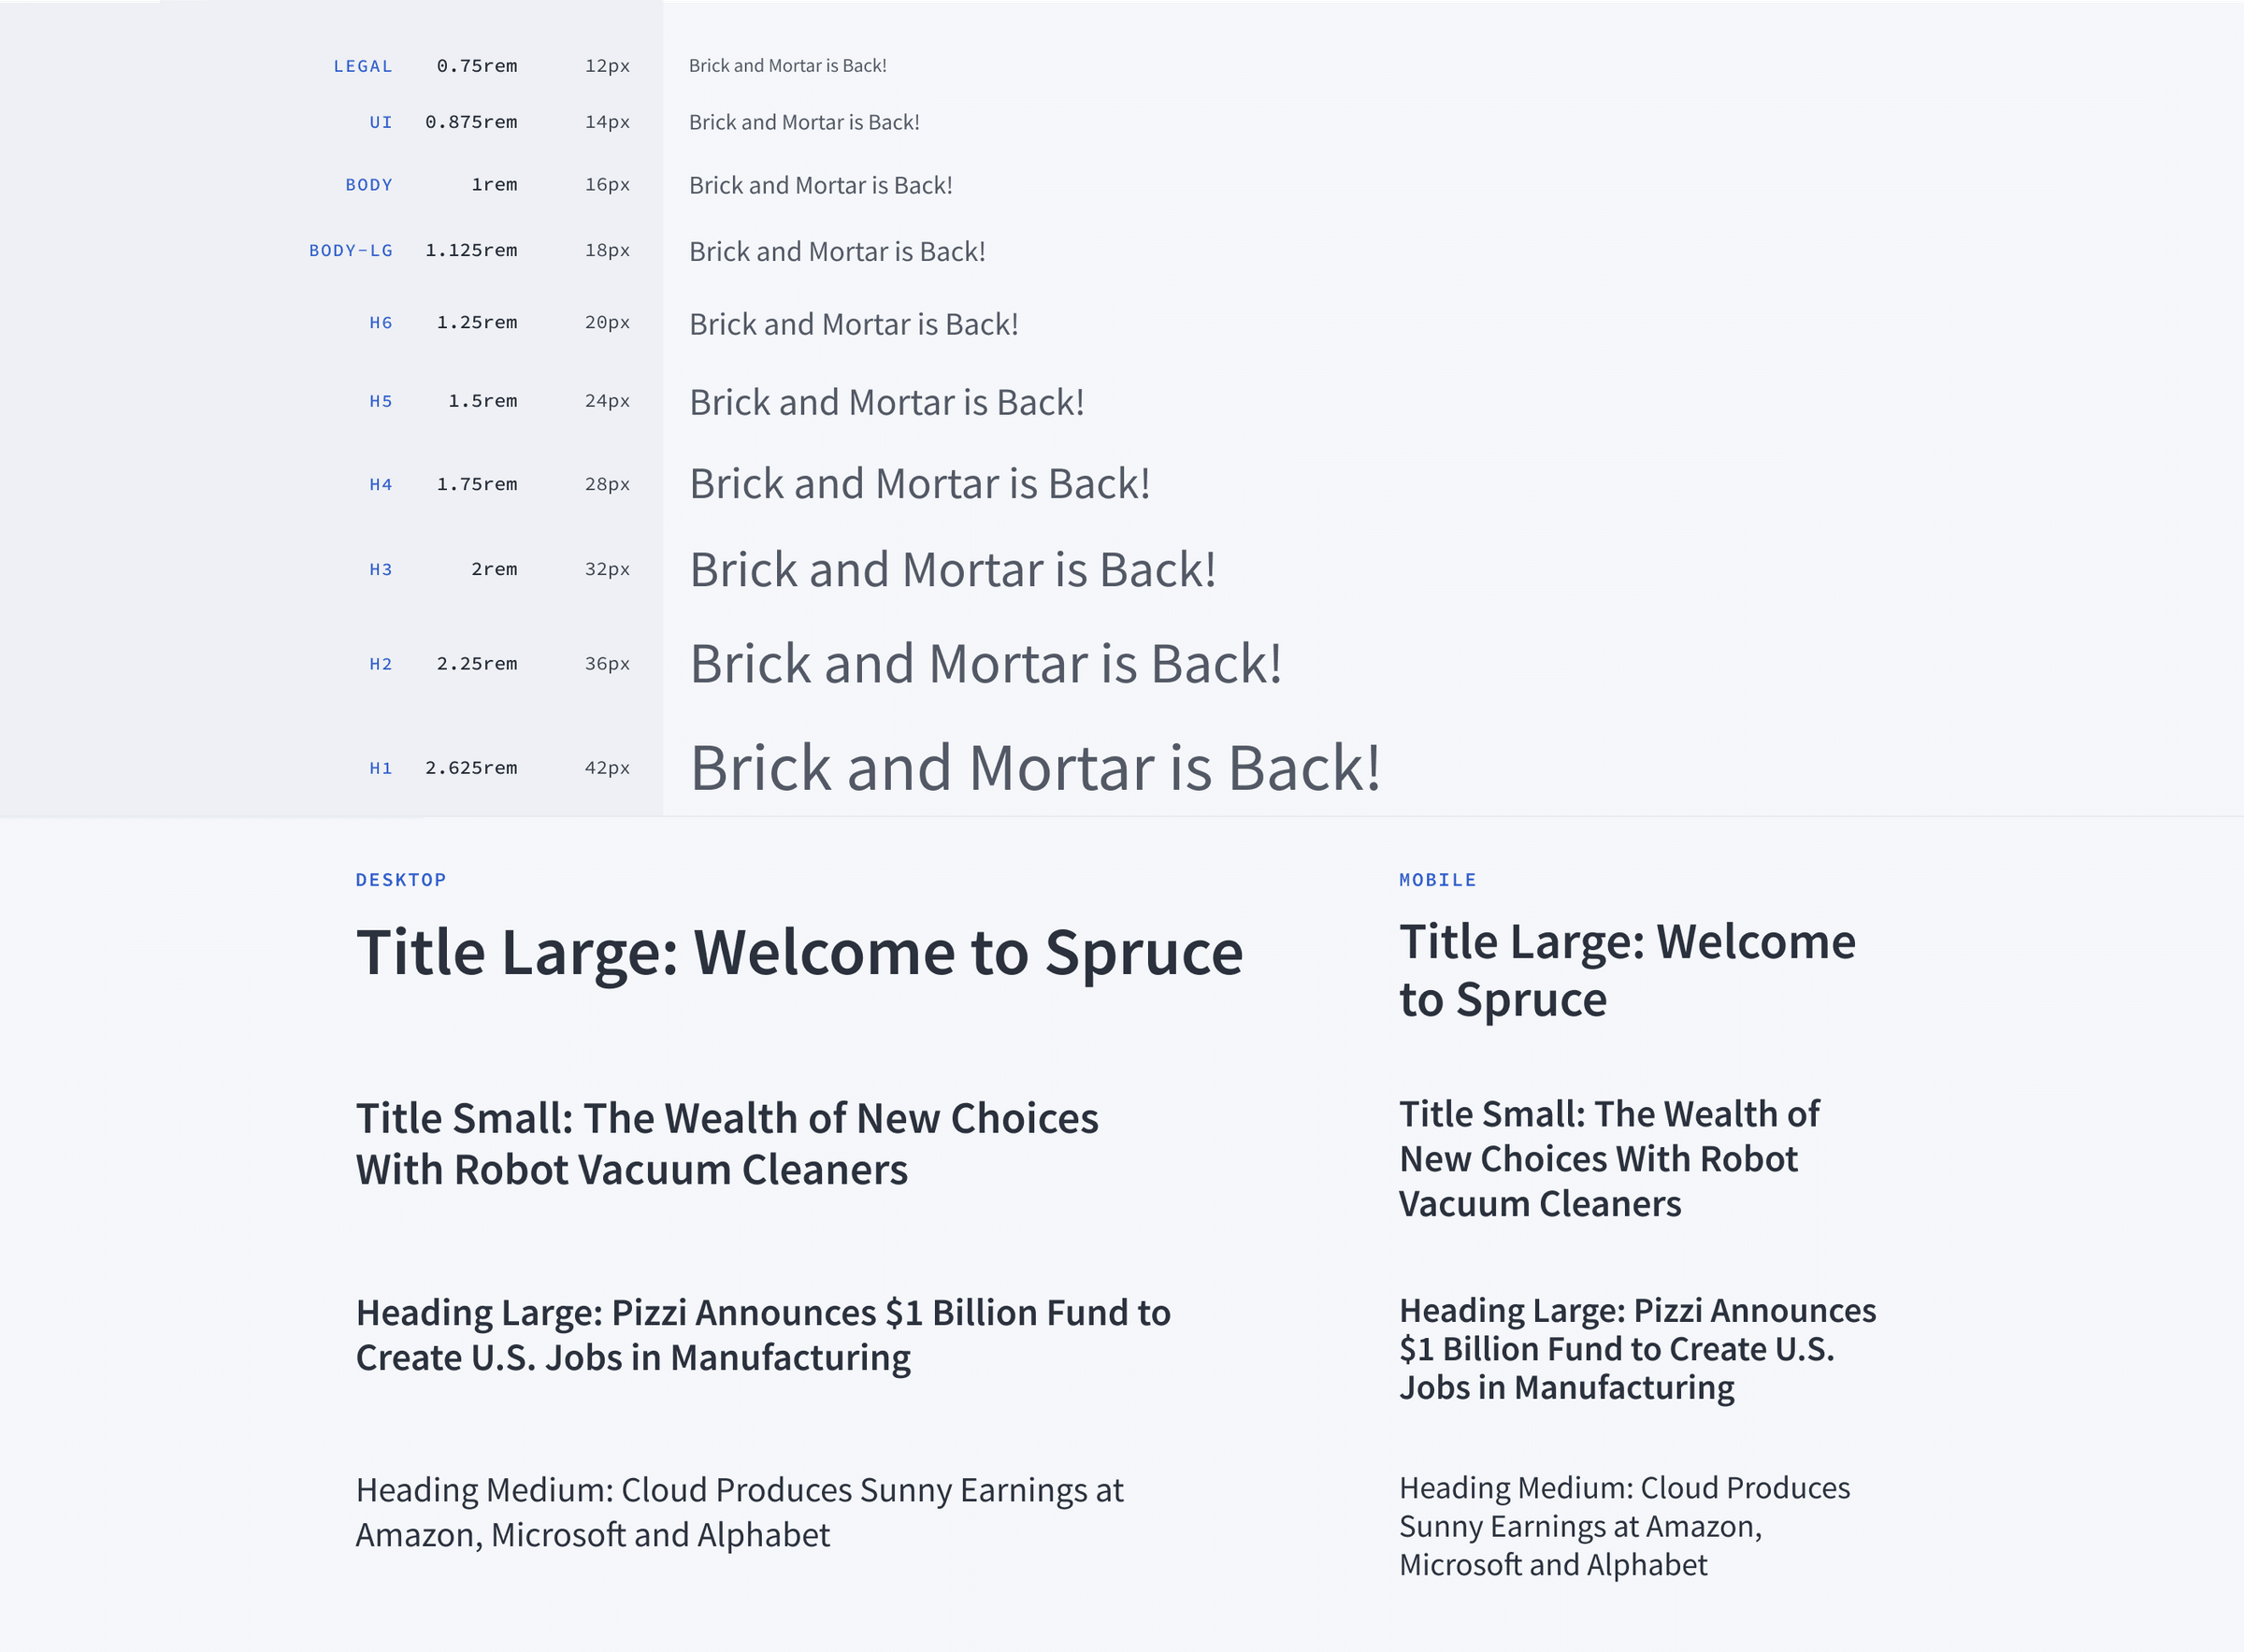 LEGAL 0.75rem 12px Brick and Mortar is Back!
UI 0.875rem 14px Brick and Mortar is Back!
BODY 1rem 16px Brick and Mortar is Back!
BODY-LG 1.125rem 18px Brick and Mortar is Back!
H6 1.25rem 20px Brick and Mortar is Back!
H5 1.5rem 24px Brick and Mortar is Back!
H4 1.75rem 28px Brick and Mortar is Back!
H3 2rem 32px Brick and Mortar is Back!
H2 2.25rem 36px Brick and Mortar is Back!
H1 2.625rem 42px Brick and Mortar is Back!
DESKTOP
Title Large: Welcome to Spruce
Title Small: The Wealth of New Choices
With Robot Vacuum Cleaners
Heading Large: Pizzi Announces $1 Billion Fund to
Create U.S. Jobs in Manufacturing
Heading Medium: Cloud Produces Sunny Earnings at
Amazon, Microsoft and Alphabet
MOBILE
Title Large: Welcome
to Spruce
Title Small: The Wealth of
New Choices With Robot
Vacuum Cleaners
Heading Large: Pizzi Announces
$1 Billion Fund to Create U.S.
Jobs in Manufacturing
Heading Medium: Cloud Produces
Sunny Earnings at Amazon,
Microsoft and Alphabet